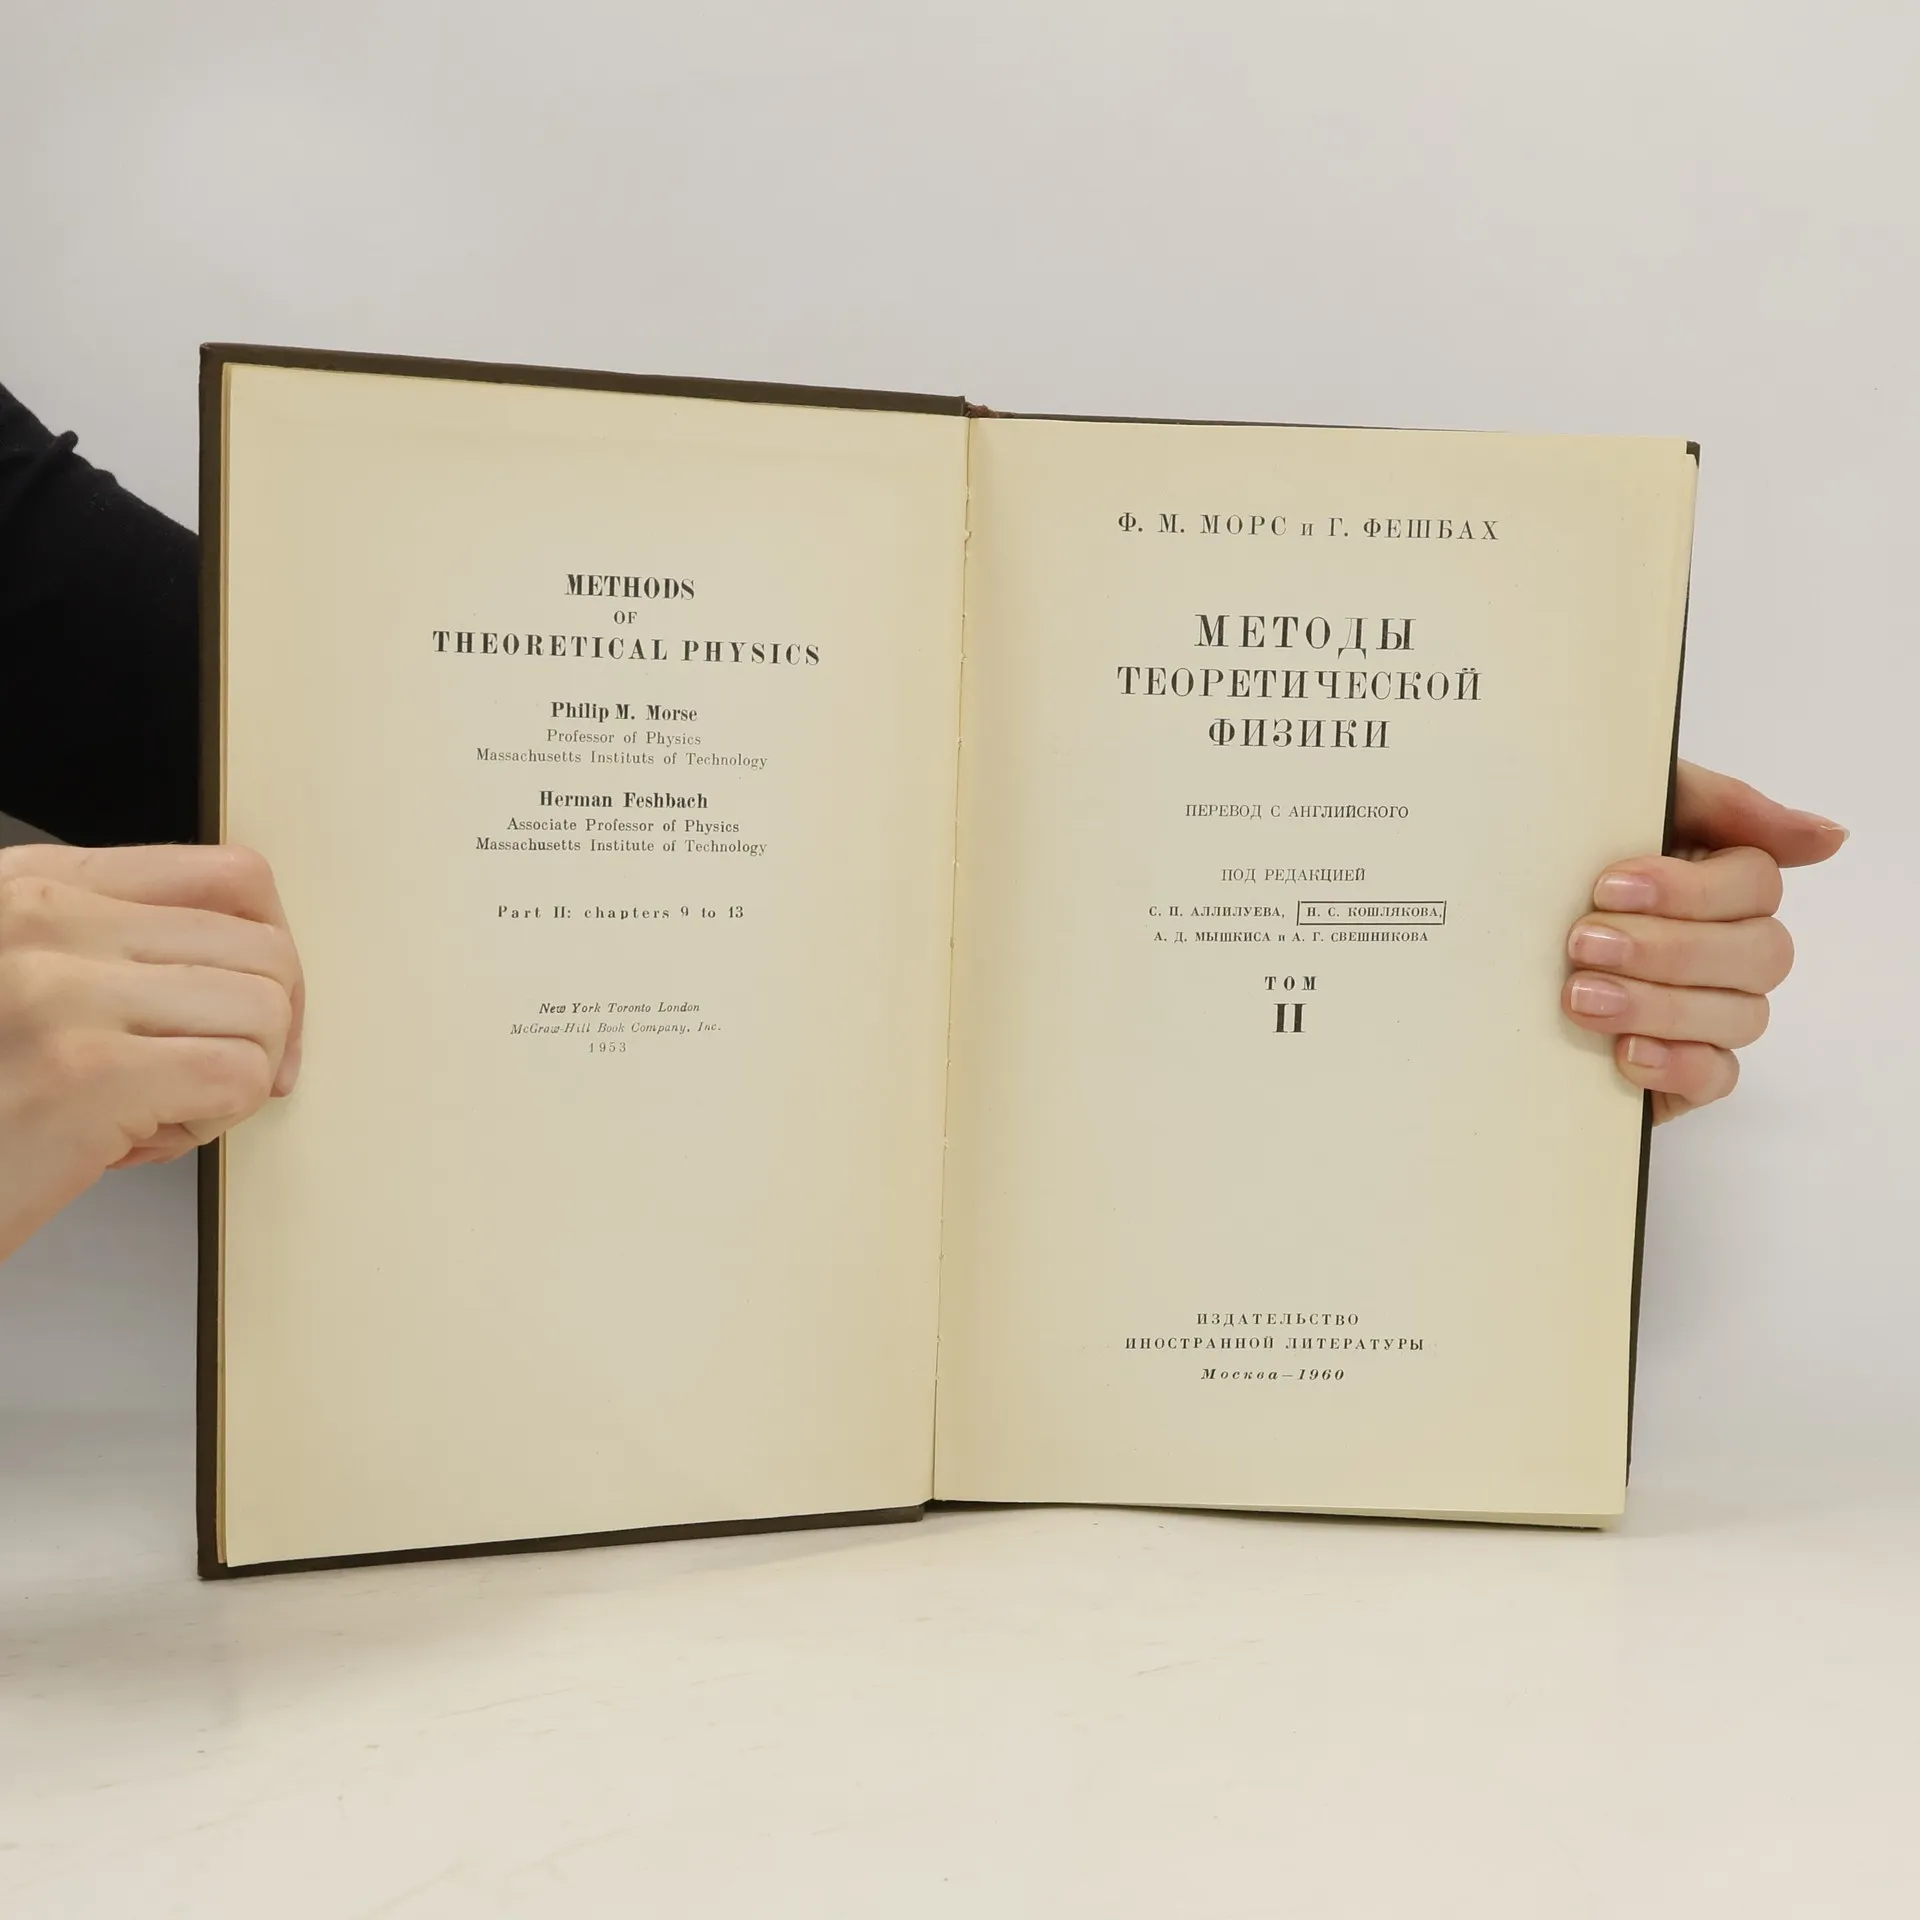 METHODS
OF
THEORETICAL PHYSICS
Philip M. Morse
Professor of Physics
Massachusetts Instituts of Technology
Herman Feshbach
Associate Professor of Physics
Massachusetts Institute of Technology
Part II: chapters 9 to 13
New York Toronto London
McGraw-Hill Book Company, Inc.
1953
Ф. М. МОРС и Г. ФЕШБАХ
МЕТОДЫ
ТЕОРЕТИЧЕСКОЙ
ФИЗИКИ
ПЕРЕВОД С АНГЛИЙСКОГО
ПОД РЕДАКЦИЕЙ
С. П. АЛЛИЛУЕВА, Н. С. КОШЛЯКОВА,
А. Д. МЫШКИСА и А. Г. СВЕШНИКОВА
ТОМ
II
ИЗДАТЕЛЬСТВО
ИНОСТРАННОЙ ЛИТЕРАТУРЫ
Москва—1960